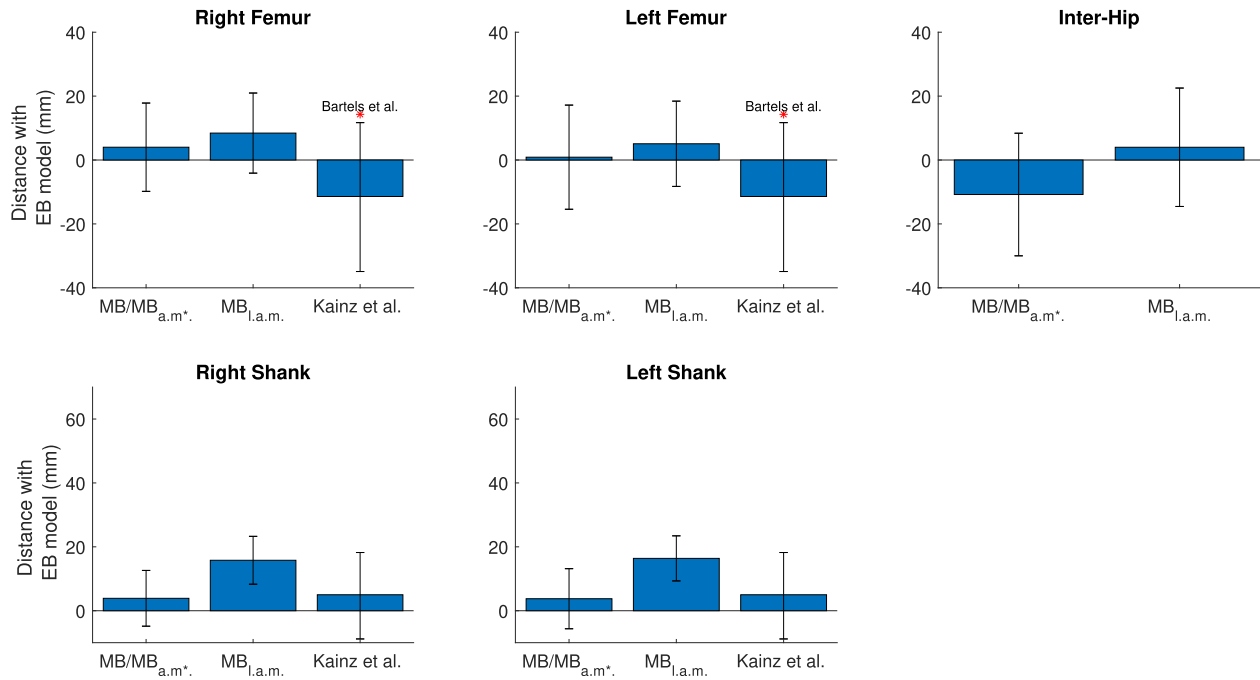 Right Femur
Left Femur
Inter-Hip
Distance with
EB model (mm)
40
20
0
-20
-40
Bartels et al.
MB/MBa.m*.
MBl.a.m.
Kainz et al.
40
20
0
-20
-40
Bartels et al.
MB/MBa.m*.
MBl.a.m.
Kainz et al.
40
20
0
-20
-40
MB/MBa.m*.
MBl.a.m.
Right Shank
Left Shank
Distance with
EB model (mm)
60
40
20
0
MB/MBa.m*.
MBl.a.m.
Kainz et al.
60
40
20
0
MB/MBa.m*.
MBl.a.m.
Kainz et al.